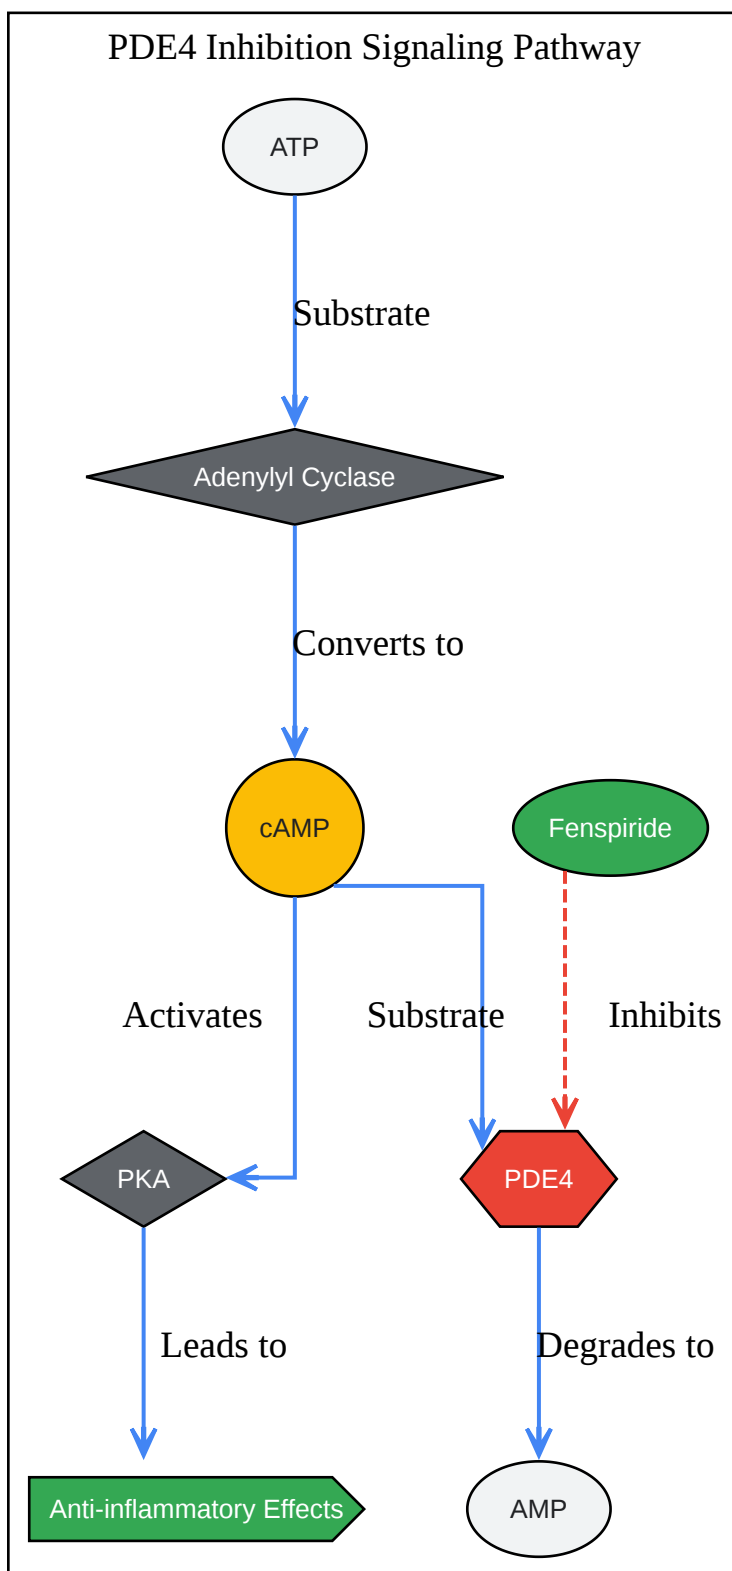 PDE4 Inhibition Signaling Pathway
ATP
Substrate
Adenylyl Cyclase
Converts to
cAMP
Fenspiride
Activates
Substrate
Inhibits
PKA
PDE4
Leads to
Degrades to
Anti-inflammatory Effects
AMP